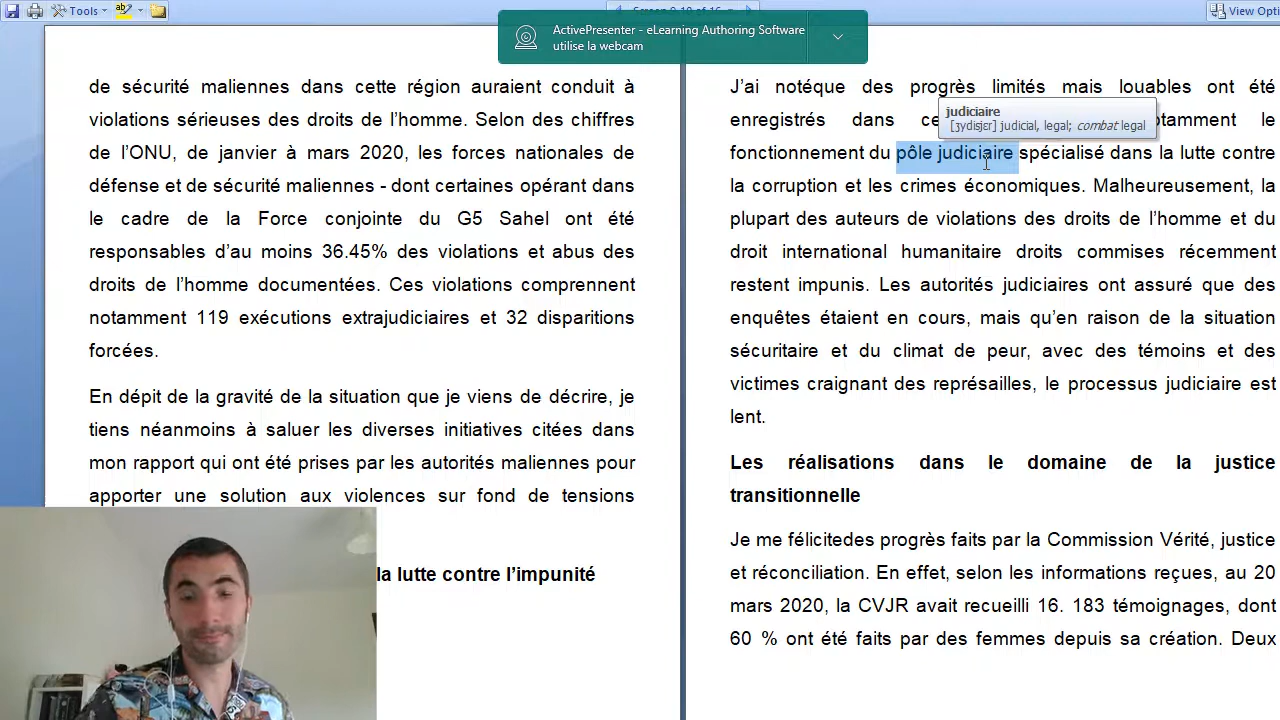 Tools
Screen 9-10 of 16
View Opti
ActivePresenter - eLearning Authoring Software
utilise la webcam
de sécurité maliennes dans cette région auraient conduit à
violations sérieuses des droits de l’homme. Selon des chiffres
de l’ONU, de janvier à mars 2020, les forces nationales de
défense et de sécurité maliennes - dont certaines opérant dans
le cadre de la Force conjointe du G5 Sahel ont été
responsables d’au moins 36.45% des violations et abus des
droits de l’homme documentées. Ces violations comprennent
notamment 119 exécutions extrajudiciaires et 32 disparitions
forcées.
En dépit de la gravité de la situation que je viens de décrire, je
tiens néanmoins à saluer les diverses initiatives citées dans
mon rapport qui ont été prises par les autorités maliennes pour
apporter une solution aux violences sur fond de tensions
la lutte contre l’impunité
J’ai notéque des progrès limités mais louables ont été
enregistrés dans ce tamment le
judiciaire
[ʒydisjɛr] judicial, legal; combat legal
fonctionnement du pôle judiciaire spécialisé dans la lutte contre
la corruption et les crimes économiques. Malheureusement, la
plupart des auteurs de violations des droits de l’homme et du
droit international humanitaire droits commises récemment
restent impunis. Les autorités judiciaires ont assuré que des
enquêtes étaient en cours, mais qu’en raison de la situation
sécuritaire et du climat de peur, avec des témoins et des
victimes craignant des représailles, le processus judiciaire est
lent.
Les réalisations dans le domaine de la justice
transitionnelle
Je me félicitedes progrès faits par la Commission Vérité, justice
et réconciliation. En effet, selon les informations reçues, au 20
mars 2020, la CVJR avait recueilli 16. 183 témoignages, dont
60 % ont été faits par des femmes depuis sa création. Deux